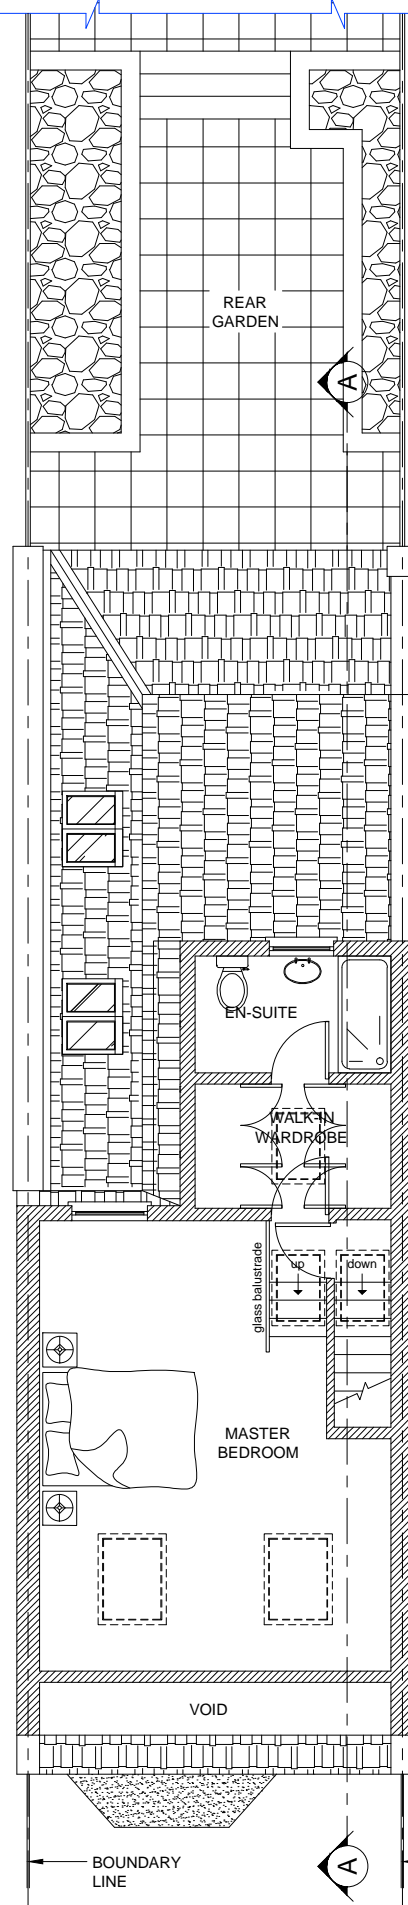 REAR
GARDEN
A
EN-SUITE
WALK-IN
WARDROBE
glass balustrade
up
down
MASTER
BEDROOM
VOID
BOUNDARY
LINE
A